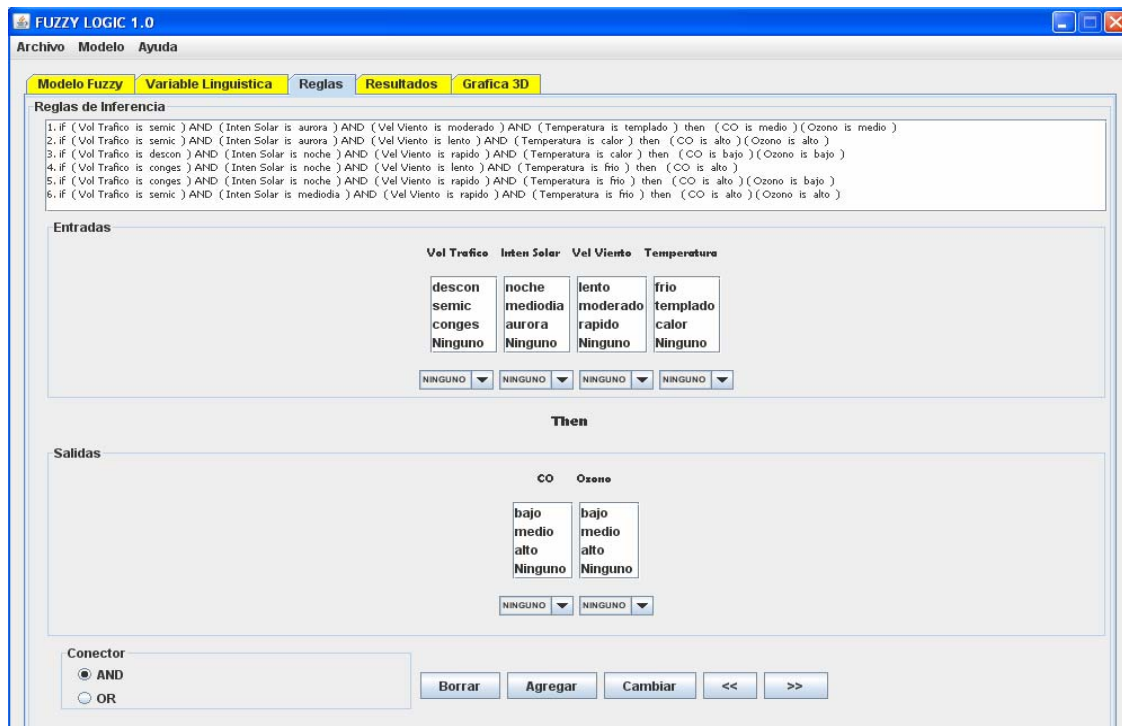 FUZZY LOGIC 1.0
Archivo Modelo Ayuda
Modelo Fuzzy Variable Linguistica Reglas Resultados Grafica 3D
Reglas de Inferencia
1. if ( Vol Trafico is semic ) AND ( Inten Solar is aurora ) AND ( Vel Viento is moderado ) AND ( Temperatura is templado ) then ( CO is medio ) ( Ozono is medio )
2. if ( Vol Trafico is semic ) AND ( Inten Solar is aurora ) AND ( Vel Viento is lento ) AND ( Temperatura is calor ) then ( CO is alto ) ( Ozono is alto )
3. if ( Vol Trafico is descon ) AND ( Inten Solar is noche ) AND ( Vel Viento is rapido ) AND ( Temperatura is calor ) then ( CO is bajo ) ( Ozono is bajo )
4. if ( Vol Trafico is conges ) AND ( Inten Solar is noche ) AND ( Vel Viento is lento ) AND ( Temperatura is frio ) then ( CO is alto )
5. if ( Vol Trafico is conges ) AND ( Inten Solar is noche ) AND ( Vel Viento is rapido ) AND ( Temperatura is frio ) then ( CO is alto ) ( Ozono is bajo )
6. if ( Vol Trafico is semic ) AND ( Inten Solar is mediodia ) AND ( Vel Viento is rapido ) AND ( Temperatura is frio ) then ( CO is alto ) ( Ozono is alto )
Entradas
Vol Trafico Inten Solar Vel Viento Temperatura
descon noche lento frio
semic mediodia moderado templado
conges aurora rapido calor
Ninguno Ninguno Ninguno Ninguno
NINGUNO NINGUNO NINGUNO NINGUNO
Then
Salidas
CO Ozono
bajo bajo
medio medio
alto alto
Ninguno Ninguno
NINGUNO NINGUNO
Conector
AND
OR
Borrar Agregar Cambiar << >>